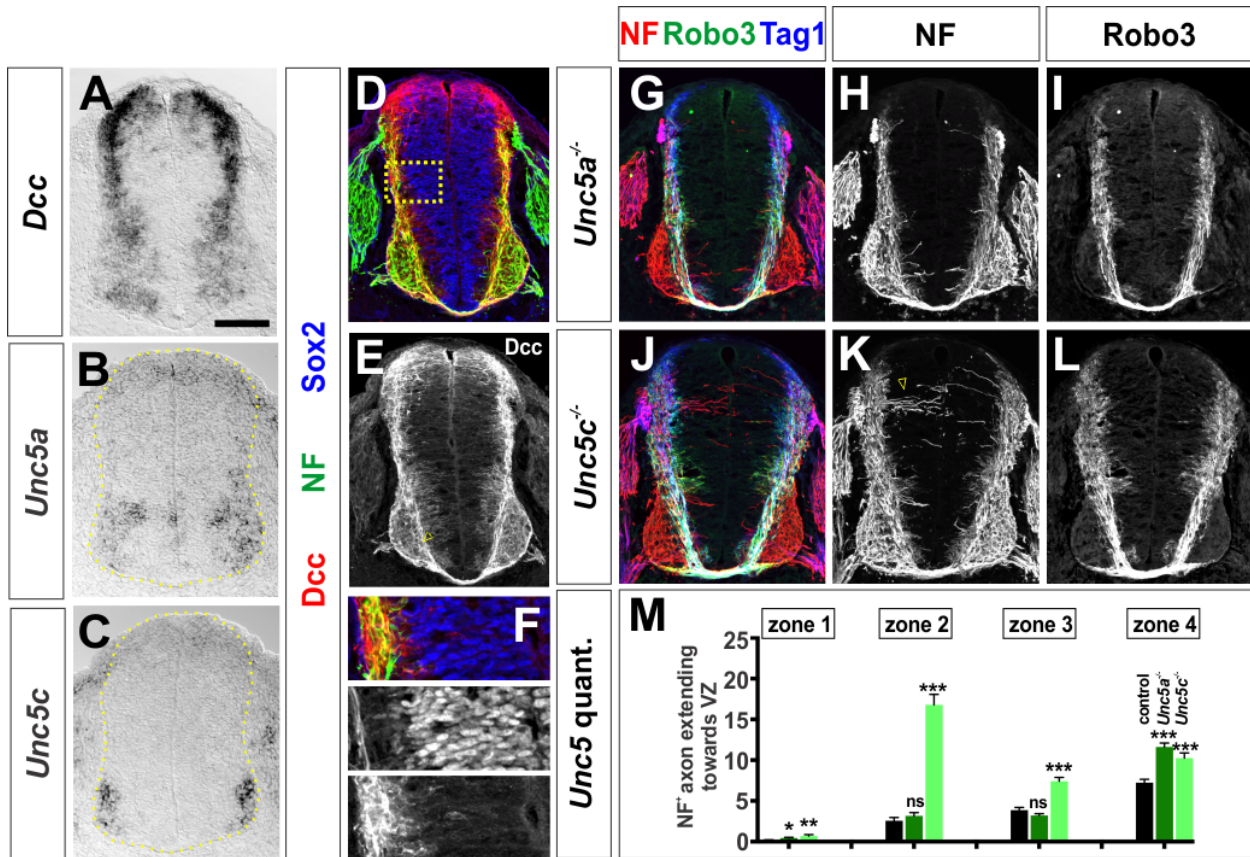 NF Robo3 Tag1
NF
Robo3
A
Dcc
D
Unc5a-/-
G
H
I
B
Unc5a
Dcc NF Sox2
E
Dcc
Unc5c-/-
J
K
L
C
Unc5c
F
Unc5 quant.
M
zone 1
zone 2
zone 3
zone 4
NF+ axon extending
towards VZ
25
20
15
10
5
0
* **
ns ***
ns ***
control
Unc5a-/-
Unc5c-/-
*** ***